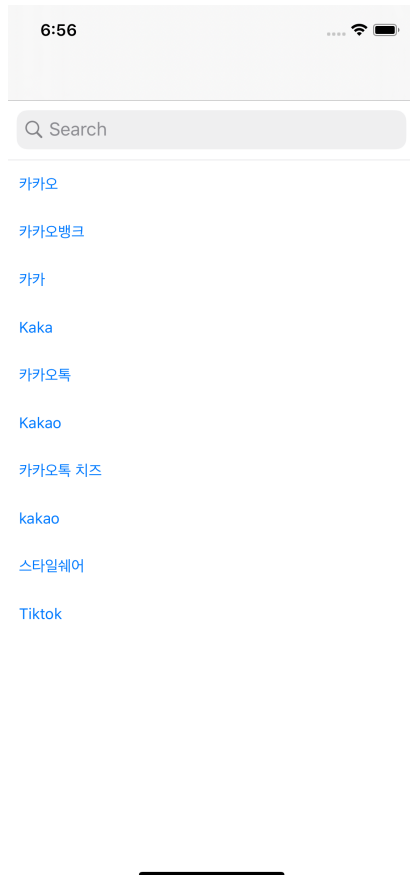 6:56
Search
카카오
카카오뱅크
카카
Kaka
카카오톡
Kakao
카카오톡 치즈
kakao
스타일쉐어
Tiktok